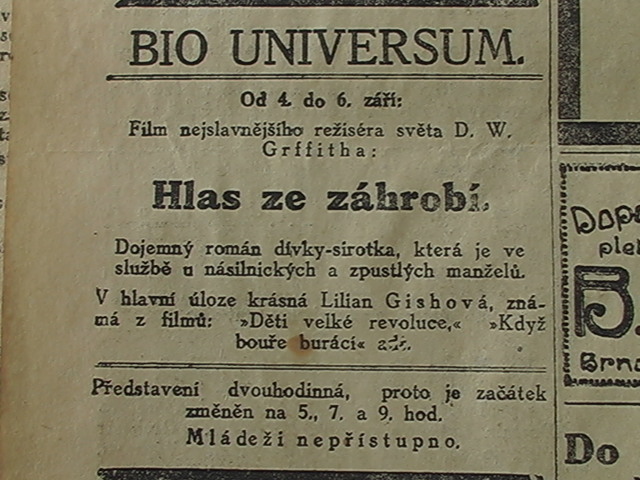 BIO UNIVERSUM.
Od 4. do 6. září:
Film nejslavnějšího režiséra světa D. W.
Grffitha:
Hlas ze záhrobí.
Dojemný román dívky-sirotka, která je ve
službě u násilnických a zpustlých manželů.
V hlavní úloze krásná Lilian Gishová, zná-
má z filmů: »Děti velké revoluce,« »Když
bouře burácí« atd.
Představení dvouhodinná, proto je začátek
změněn na 5., 7. a 9. hod.
Mládeži nepřístupno.
Brno
Do